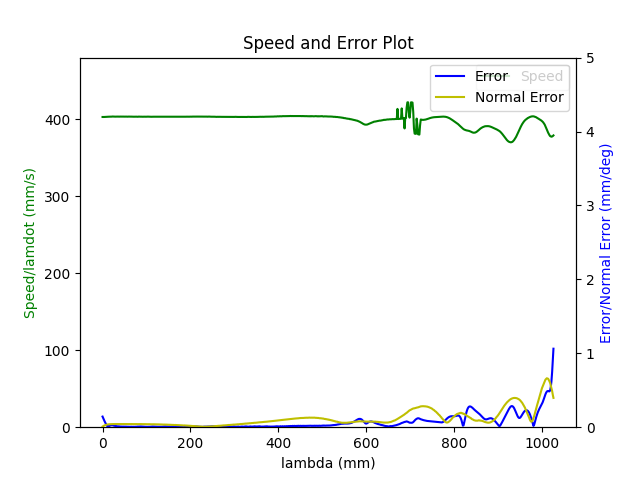 Speed and Error Plot
Error
Speed
Normal Error
Speed/lamdot (mm/s)
400
300
200
100
0
5
4
3
2
1
0
Error/Normal Error (mm/deg)
0
200
400
600
800
1000
lambda (mm)